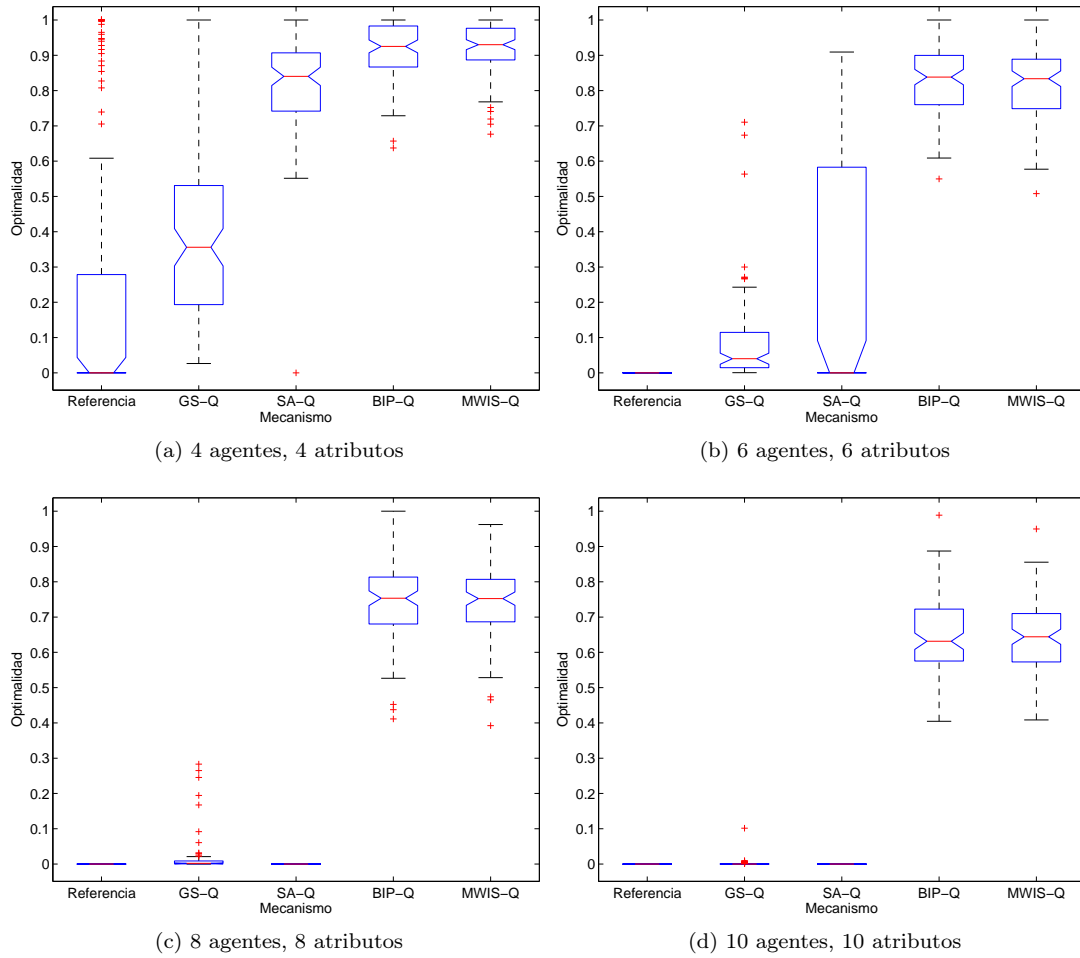 1
0.9
0.8
0.7
0.6
0.5
0.4
0.3
0.2
0.1
0
Optimalidad
Referencia GS−Q SA−Q BIP−Q MWIS−Q
Mecanismo
(a) 4 agentes, 4 atributos
1
0.9
0.8
0.7
0.6
0.5
0.4
0.3
0.2
0.1
0
Optimalidad
Referencia GS−Q SA−Q BIP−Q MWIS−Q
Mecanismo
(b) 6 agentes, 6 atributos
1
0.9
0.8
0.7
0.6
0.5
0.4
0.3
0.2
0.1
0
Optimalidad
Referencia GS−Q SA−Q BIP−Q MWIS−Q
Mecanismo
(c) 8 agentes, 8 atributos
1
0.9
0.8
0.7
0.6
0.5
0.4
0.3
0.2
0.1
0
Optimalidad
Referencia GS−Q SA−Q BIP−Q MWIS−Q
Mecanismo
(d) 10 agentes, 10 atributos